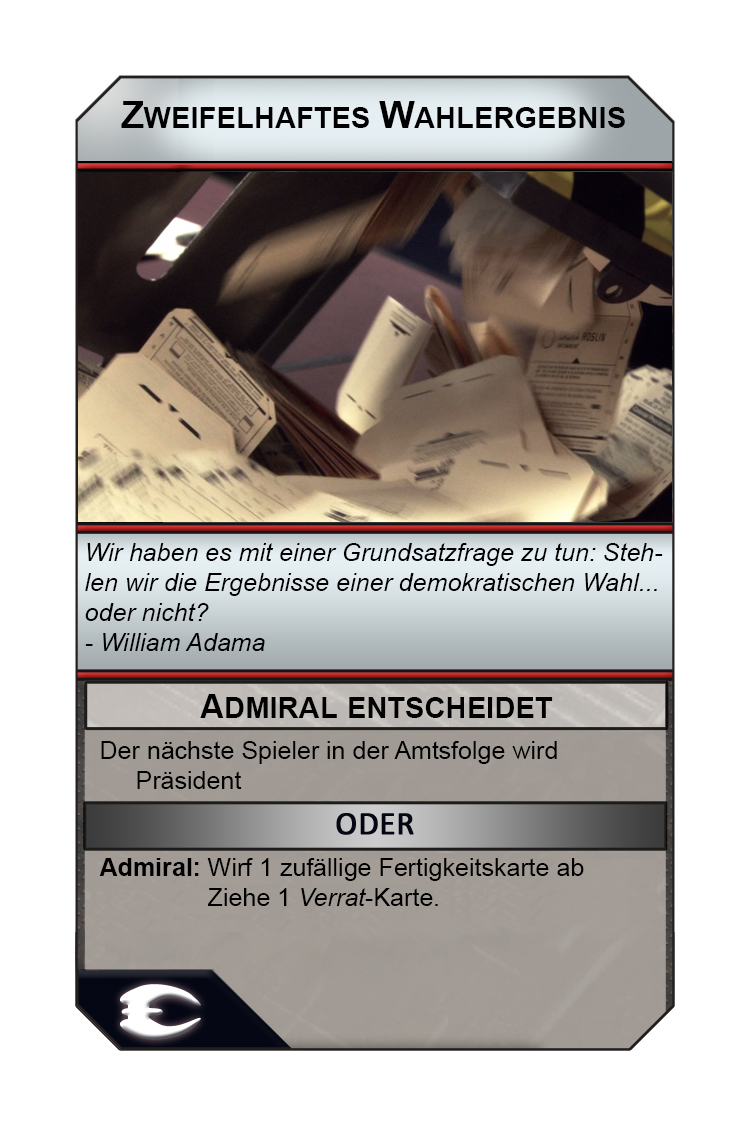 Zweifelhaftes Wahlergebnis
ROSLIN
Wir haben es mit einer Grundsatzfrage zu tun: Steh-
len wir die Ergebnisse einer demokratischen Wahl...
oder nicht?
- William Adama
Admiral entscheidet
Der nächste Spieler in der Amtsfolge wird
Präsident
ODER
Admiral: Wirf 1 zufällige Fertigkeitskarte ab
Ziehe 1 Verrat-Karte.